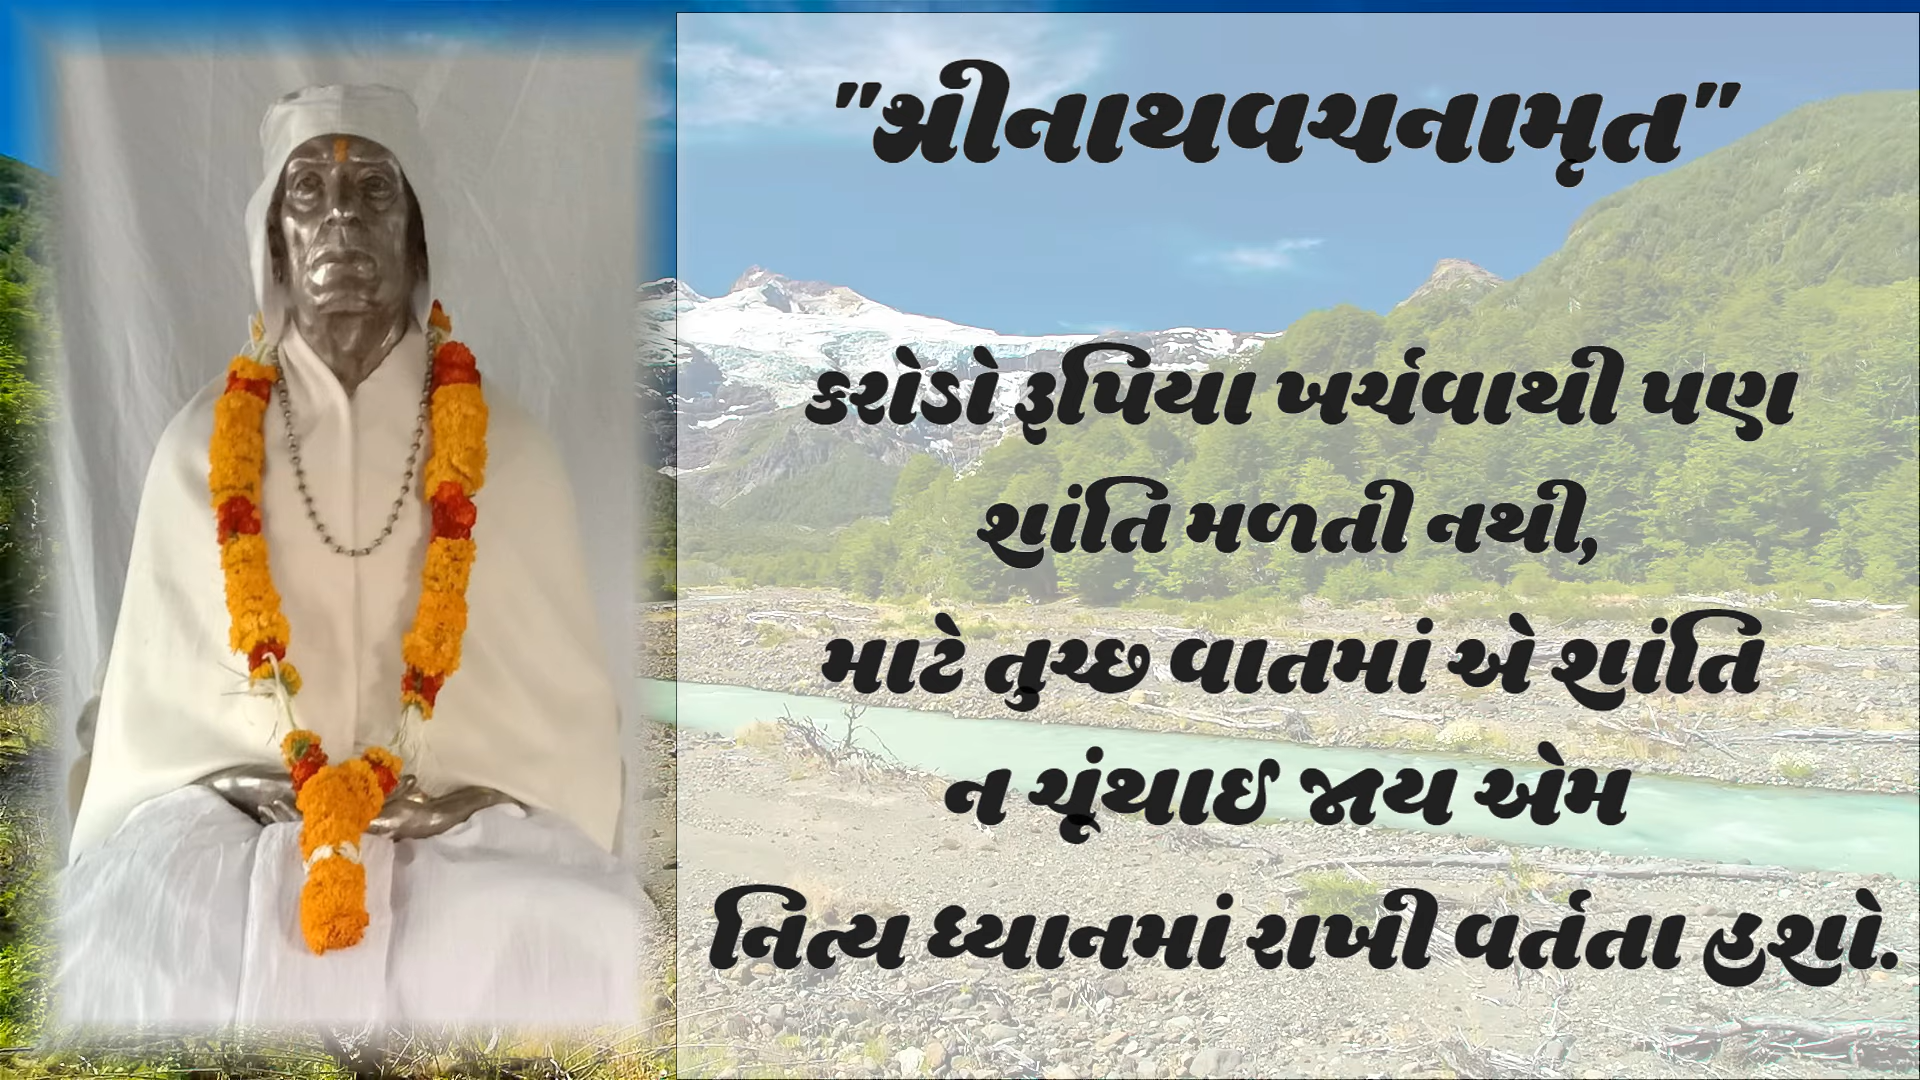 "શ્રીનાથવચનામૃત"
કરોડો રૂપિયા ખર્ચવાથી પણ
શાંતિ મળતી નથી,
માટે તુચ્છ વાતમાં એ શાંતિ
ન ચૂંથાઈ જાય એમ
નિત્ય ધ્યાનમાં રાખી વર્તતા હશો.